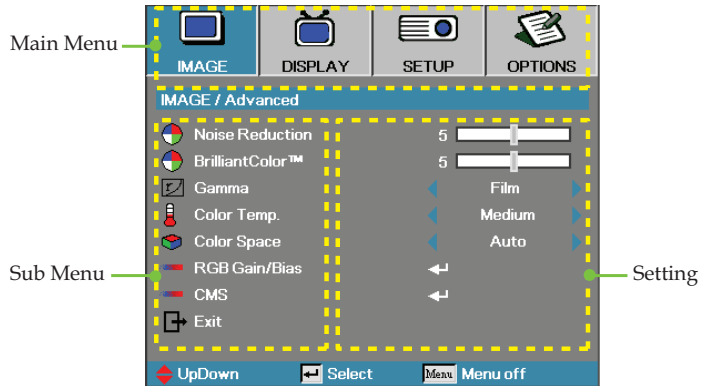 Main Menu
IMAGE DISPLAY SETUP OPTIONS
IMAGE / Advanced
Noise Reduction 5
BrilliantColor™ 5
Gamma Film
Color Temp. Medium
Color Space Auto
Sub Menu RGB Gain/Bias Setting
CMS
Exit
UpDown Select Menu Menu off